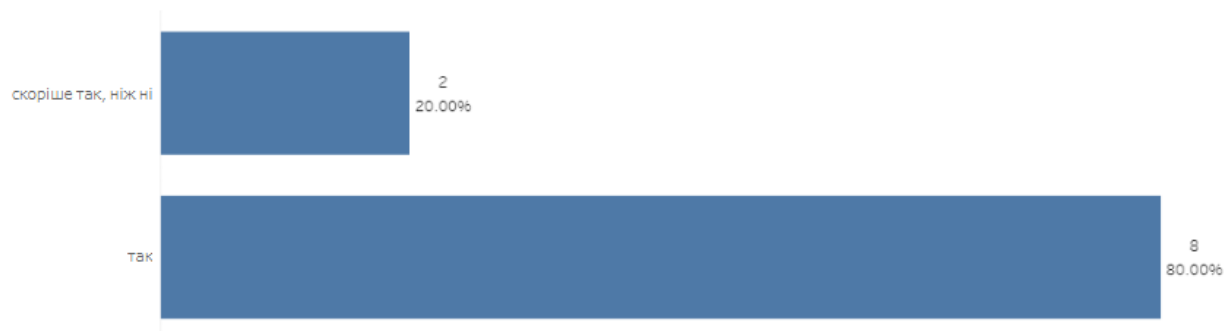 скоріше так, ніж ні
2
20.00%
так
8
80.00%